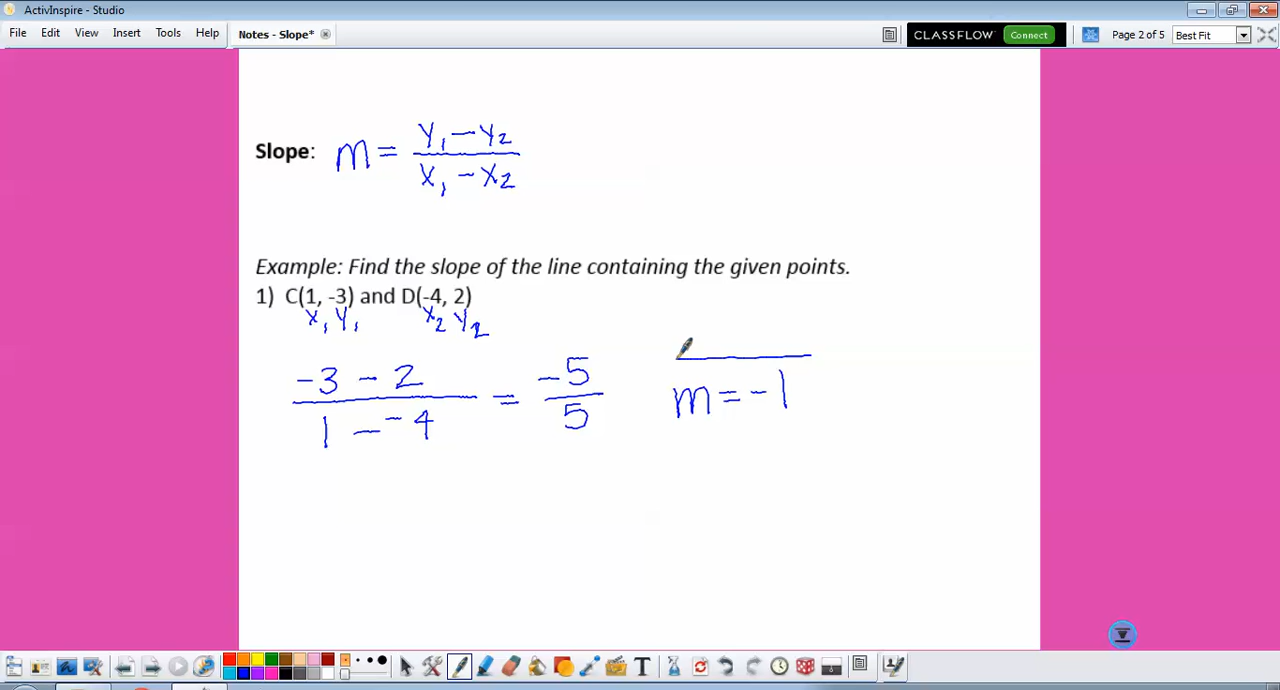 ActivInspire - Studio
File Edit View Insert Tools Help Notes - Slope* CLASSFLOW Connect Page 2 of 5 Best Fit
Slope: m = y₁ - y₂ / x₁ - x₂
Example: Find the slope of the line containing the given points.
1) C(1, -3) and D(-4, 2)
x₁ y₁ x₂ y₂
-3 - 2 / 1 - -4 = -5 / 5 m = -1
T